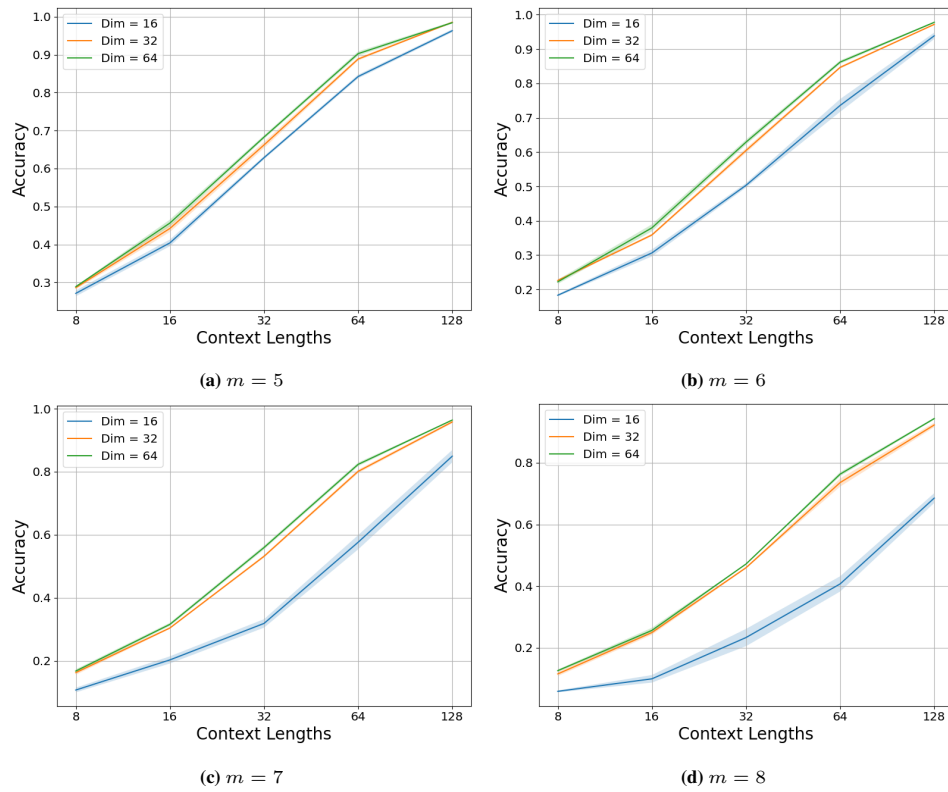 1.0
0.9
0.8
0.7
0.6
0.5
0.4
0.3
Accuracy
Dim = 16
Dim = 32
Dim = 64
8 16 32 64 128
Context Lengths
(a) m = 5
1.0
0.9
0.8
0.7
0.6
0.5
0.4
0.3
0.2
Accuracy
Dim = 16
Dim = 32
Dim = 64
8 16 32 64 128
Context Lengths
(b) m = 6
1.0
0.8
0.6
0.4
0.2
Accuracy
Dim = 16
Dim = 32
Dim = 64
8 16 32 64 128
Context Lengths
(c) m = 7
0.8
0.6
0.4
0.2
Accuracy
Dim = 16
Dim = 32
Dim = 64
8 16 32 64 128
Context Lengths
(d) m = 8